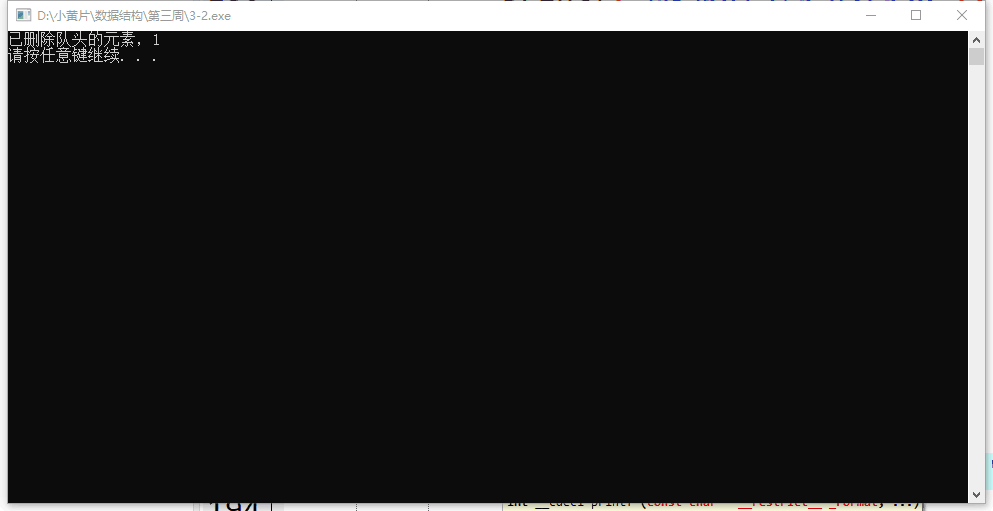 D:\小黄片\数据结构\第三周\3-2.exe
已删除队头的元素，1
请按任意键继续. . .
194
int __cdecl printf (const char * __restrict__ _Format, ...)